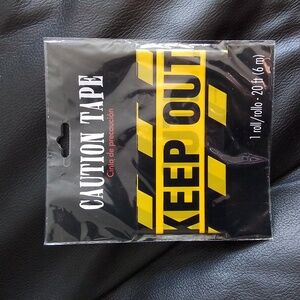 CAUTION TAPE
Cinta de precaución
KEEP OUT
1 roll/rollo - 20 ft (6 m)